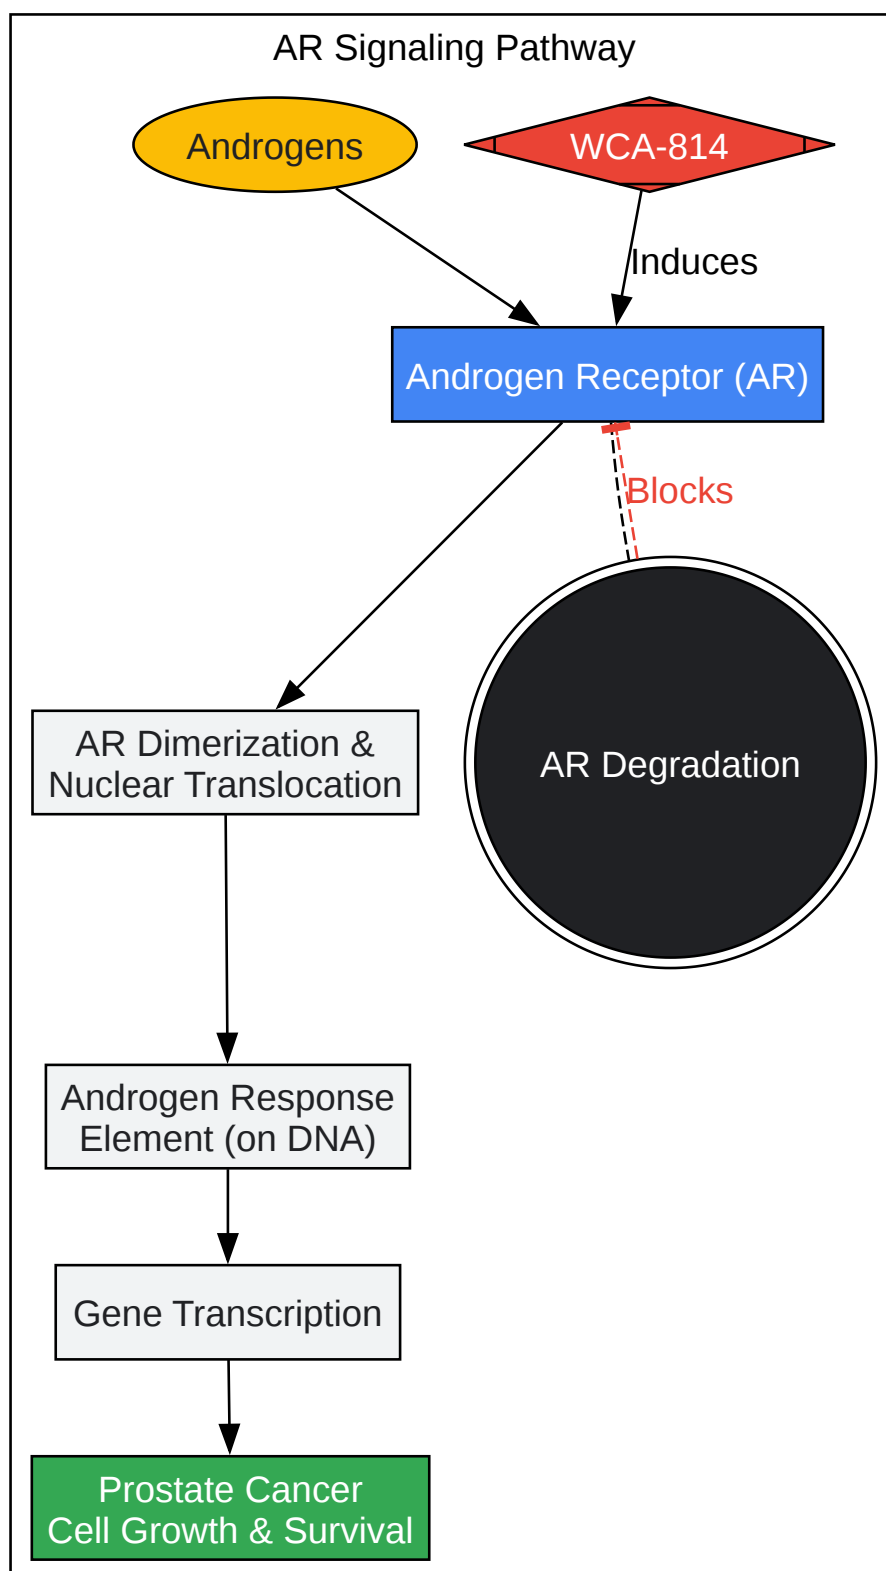 AR Signaling Pathway
Androgens
WCA-814
Induces
Androgen Receptor (AR)
Blocks
AR Dimerization &
Nuclear Translocation
AR Degradation
Androgen Response
Element (on DNA)
Gene Transcription
Prostate Cancer
Cell Growth & Survival